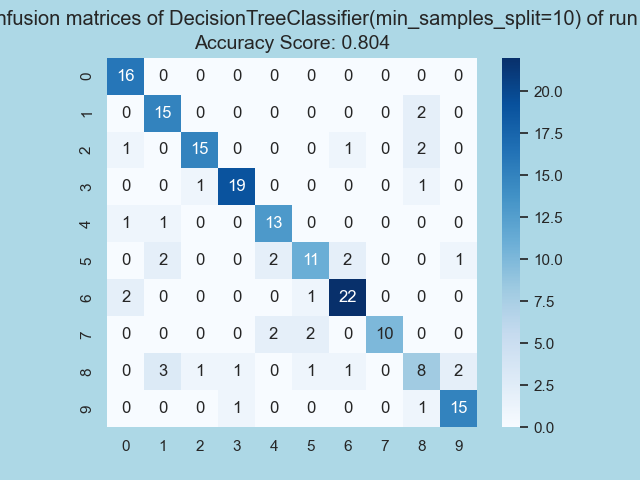 nfusion matrices of DecisionTreeClassifier(min_samples_split=10) of run
Accuracy Score: 0.804
0 16 0 0 0 0 0 0 0 0 0
1 0 15 0 0 0 0 0 0 2 0
2 1 0 15 0 0 0 1 0 2 0
3 0 0 1 19 0 0 0 0 1 0
4 1 1 0 0 13 0 0 0 0 0
5 0 2 0 0 2 11 2 0 0 1
6 2 0 0 0 0 1 22 0 0 0
7 0 0 0 0 2 2 0 10 0 0
8 0 3 1 1 0 1 1 0 8 2
9 0 0 0 1 0 0 0 0 1 15
0 1 2 3 4 5 6 7 8 9
20.0
17.5
15.0
12.5
10.0
7.5
5.0
2.5
0.0